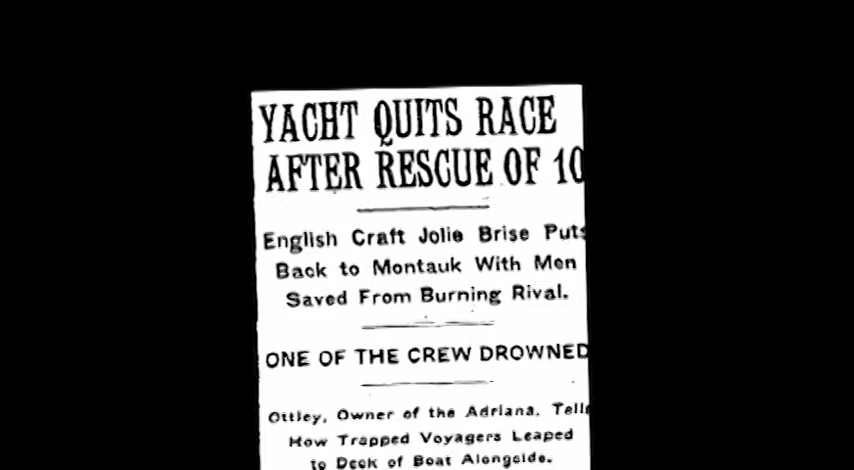 YACHT QUITS RACE
AFTER RESCUE OF 10
English Craft Jolie Brise Puts
Back to Montauk With Men
Saved From Burning Rival.
ONE OF THE CREW DROWNED
Ottley, Owner of the Adriana, Tells
How Trapped Voyagers Leaped
to Deck of Boat Alongside.